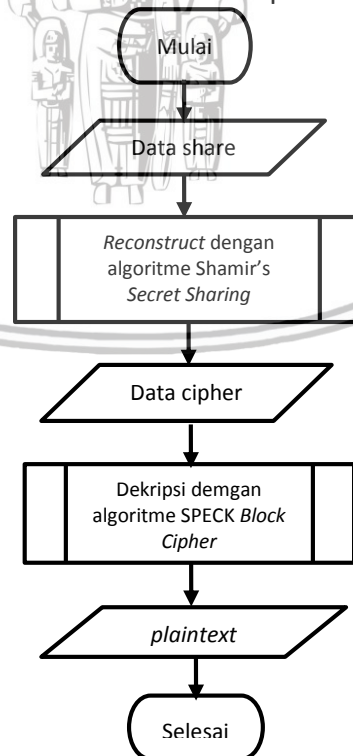 Mulai
Data share
Reconstruct dengan
algoritme Shamir's
Secret Sharing
Data cipher
Dekripsi demgan
algoritme SPECK Block
Cipher
plaintext
Selesai